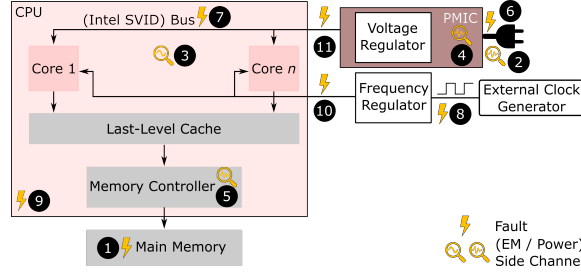 CPU
(Intel SVID) Bus
7
6
PMIC
11
Voltage
Regulator
4
2
3
Core 1
Core n
10
Frequency
Regulator
8
External Clock
Generator
Last-Level Cache
Memory Controller
5
9
1
Main Memory
Fault
(EM / Power)
Side Channel